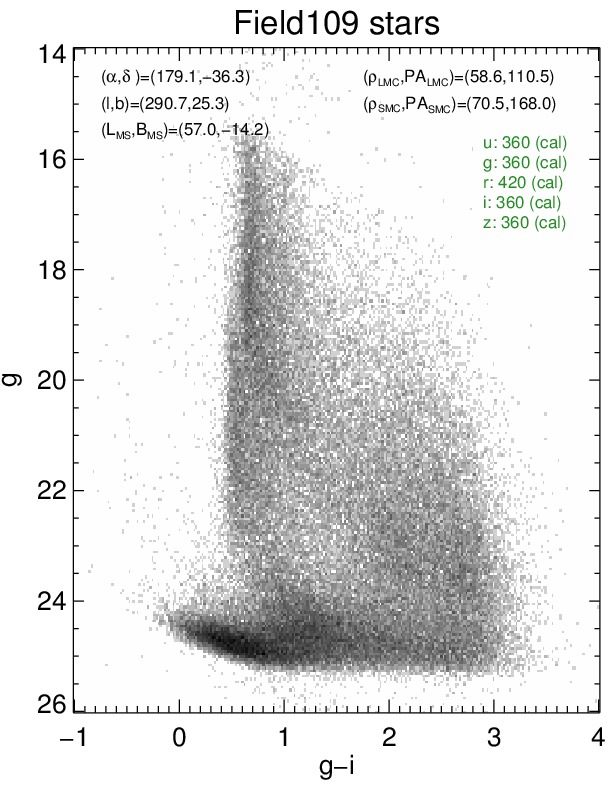 Field109 stars
(α,δ )=(179.1,−36.3)
(ρLMC,PALMC)=(58.6,110.5)
(l,b)=(290.7,25.3)
(ρSMC,PASMC)=(70.5,168.0)
(LMS,BMS)=(57.0,−14.2)
u: 360 (cal)
g: 360 (cal)
r: 420 (cal)
i: 360 (cal)
z: 360 (cal)
14
16
18
20
22
24
26
g
−1 0 1 2 3 4
g−i